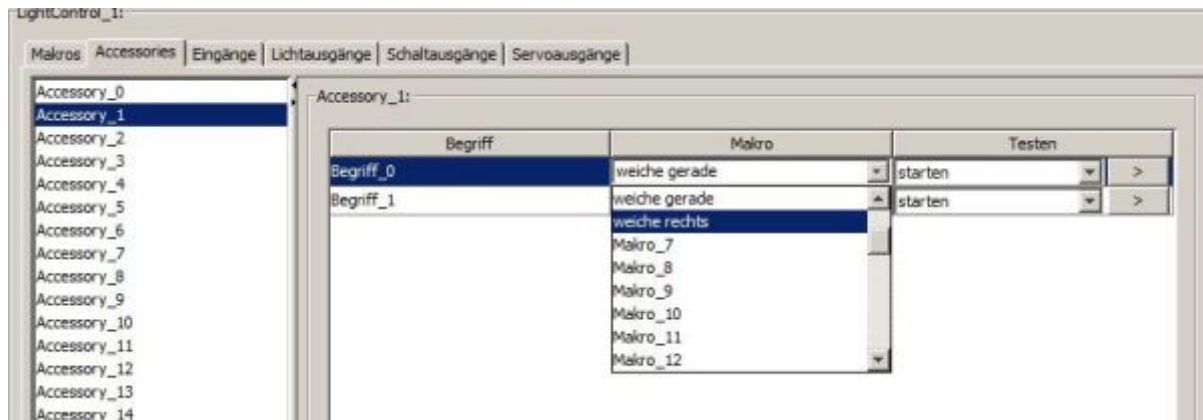 LightControl_1:
Makros Accessories Eingänge Lichtausgänge Schaltausgänge Servoausgänge
Accessory_0
Accessory_1
Accessory_2
Accessory_3
Accessory_4
Accessory_5
Accessory_6
Accessory_7
Accessory_8
Accessory_9
Accessory_10
Accessory_11
Accessory_12
Accessory_13
Accessory_14
Accessory_1:
Begriff Makro Testen
Begriff_0 weiche gerade starten >
Begriff_1 weiche gerade starten >
weiche rechts
Makro_7
Makro_8
Makro_9
Makro_10
Makro_11
Makro_12